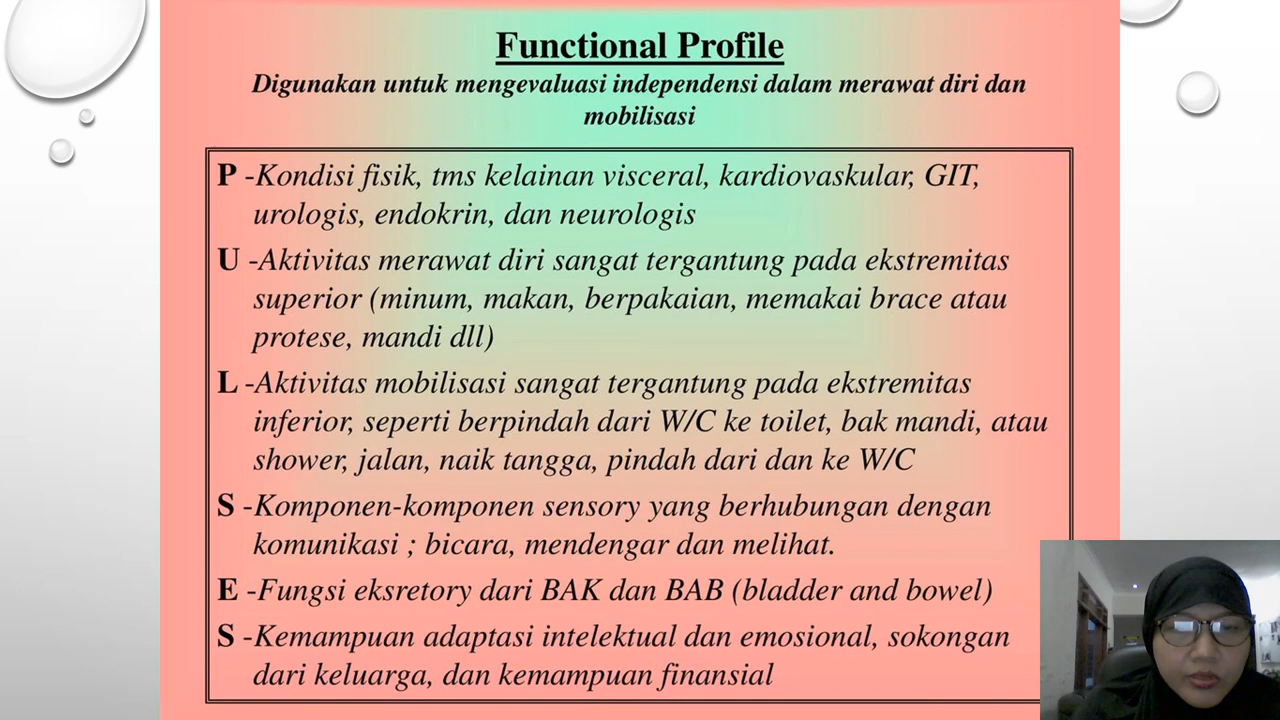 Functional Profile
Digunakan untuk mengevaluasi independensi dalam merawat diri dan
mobilisasi
P -Kondisi fisik, tms kelainan visceral, kardiovaskular, GIT,
urologis, endokrin, dan neurologis
U -Aktivitas merawat diri sangat tergantung pada ekstremitas
superior (minum, makan, berpakaian, memakai brace atau
protese, mandi dll)
L -Aktivitas mobilisasi sangat tergantung pada ekstremitas
inferior, seperti berpindah dari W/C ke toilet, bak mandi, atau
shower, jalan, naik tangga, pindah dari dan ke W/C
S -Komponen-komponen sensory yang berhubungan dengan
komunikasi ; bicara, mendengar dan melihat.
E -Fungsi eksretory dari BAK dan BAB (bladder and bowel)
S -Kemampuan adaptasi intelektual dan emosional, sokongan
dari keluarga, dan kemampuan finansial